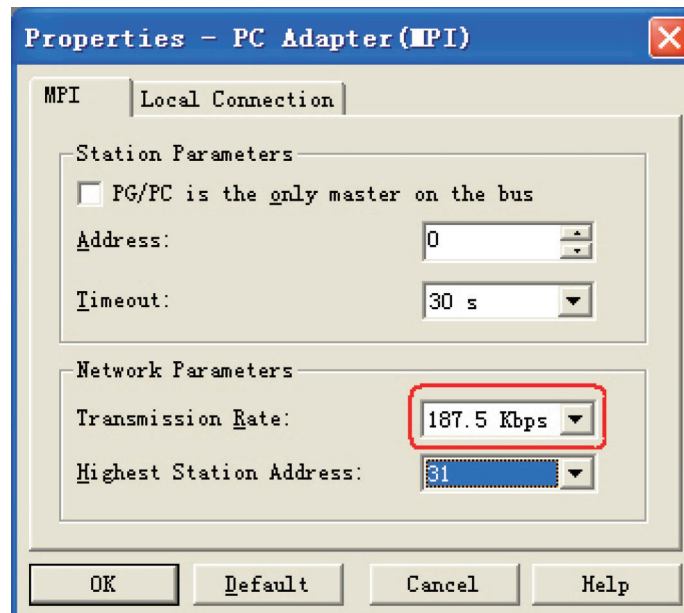 Properties - PC Adapter(MPI)
MPI
Local Connection
Station Parameters
PG/PC is the only master on the bus
Address:
0
Timeout:
30 s
Network Parameters
Transmission Rate:
187.5 Kbps
Highest Station Address:
31
OK
Default
Cancel
Help